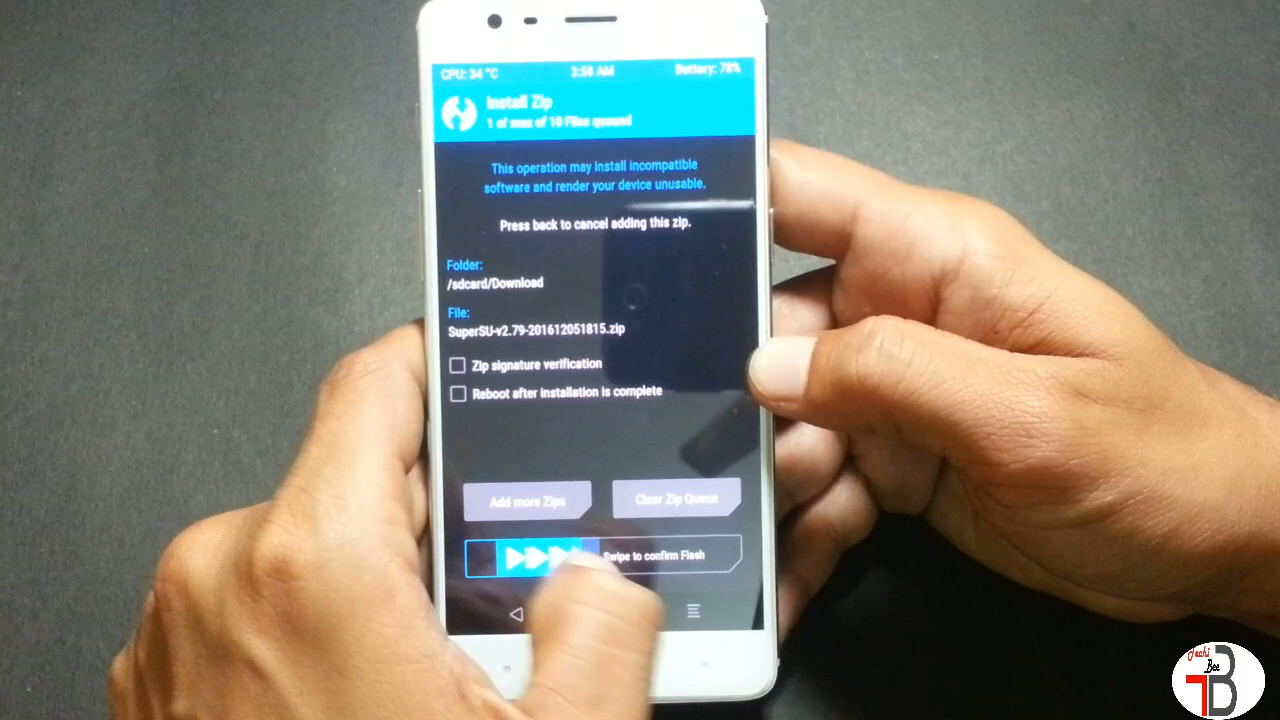 CPU: 34 °C 3:58 AM Battery: 78%
Install Zip
1 of max of 10 Files queued
This operation may install incompatible
software and render your device unusable.
Press back to cancel adding this zip.
Folder:
/sdcard/Download
File:
SuperSU-v2.79-201612051815.zip
Zip signature verification
Reboot after installation is complete
Add more Zips Clear Zip Queue
Swipe to confirm Flash
Techi
Bee
TB